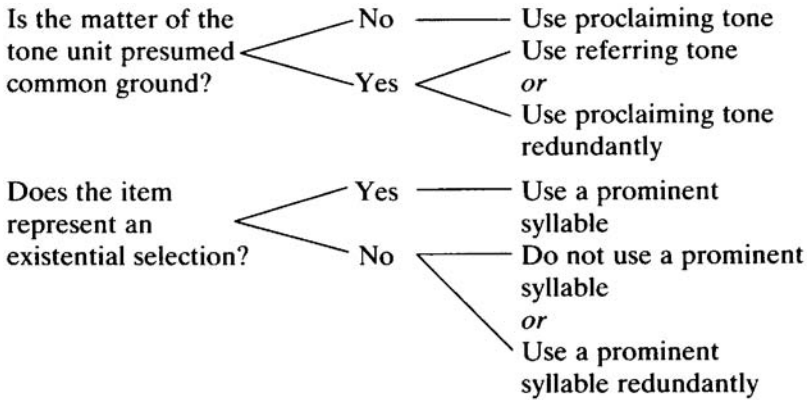 Is the matter of the
tone unit presumed
common ground?
No
Yes
Use proclaiming tone
Use referring tone
or
Use proclaiming tone
redundantly
Does the item
represent an
existential selection?
Yes
No
Use a prominent
syllable
Do not use a prominent
syllable
or
Use a prominent
syllable redundantly